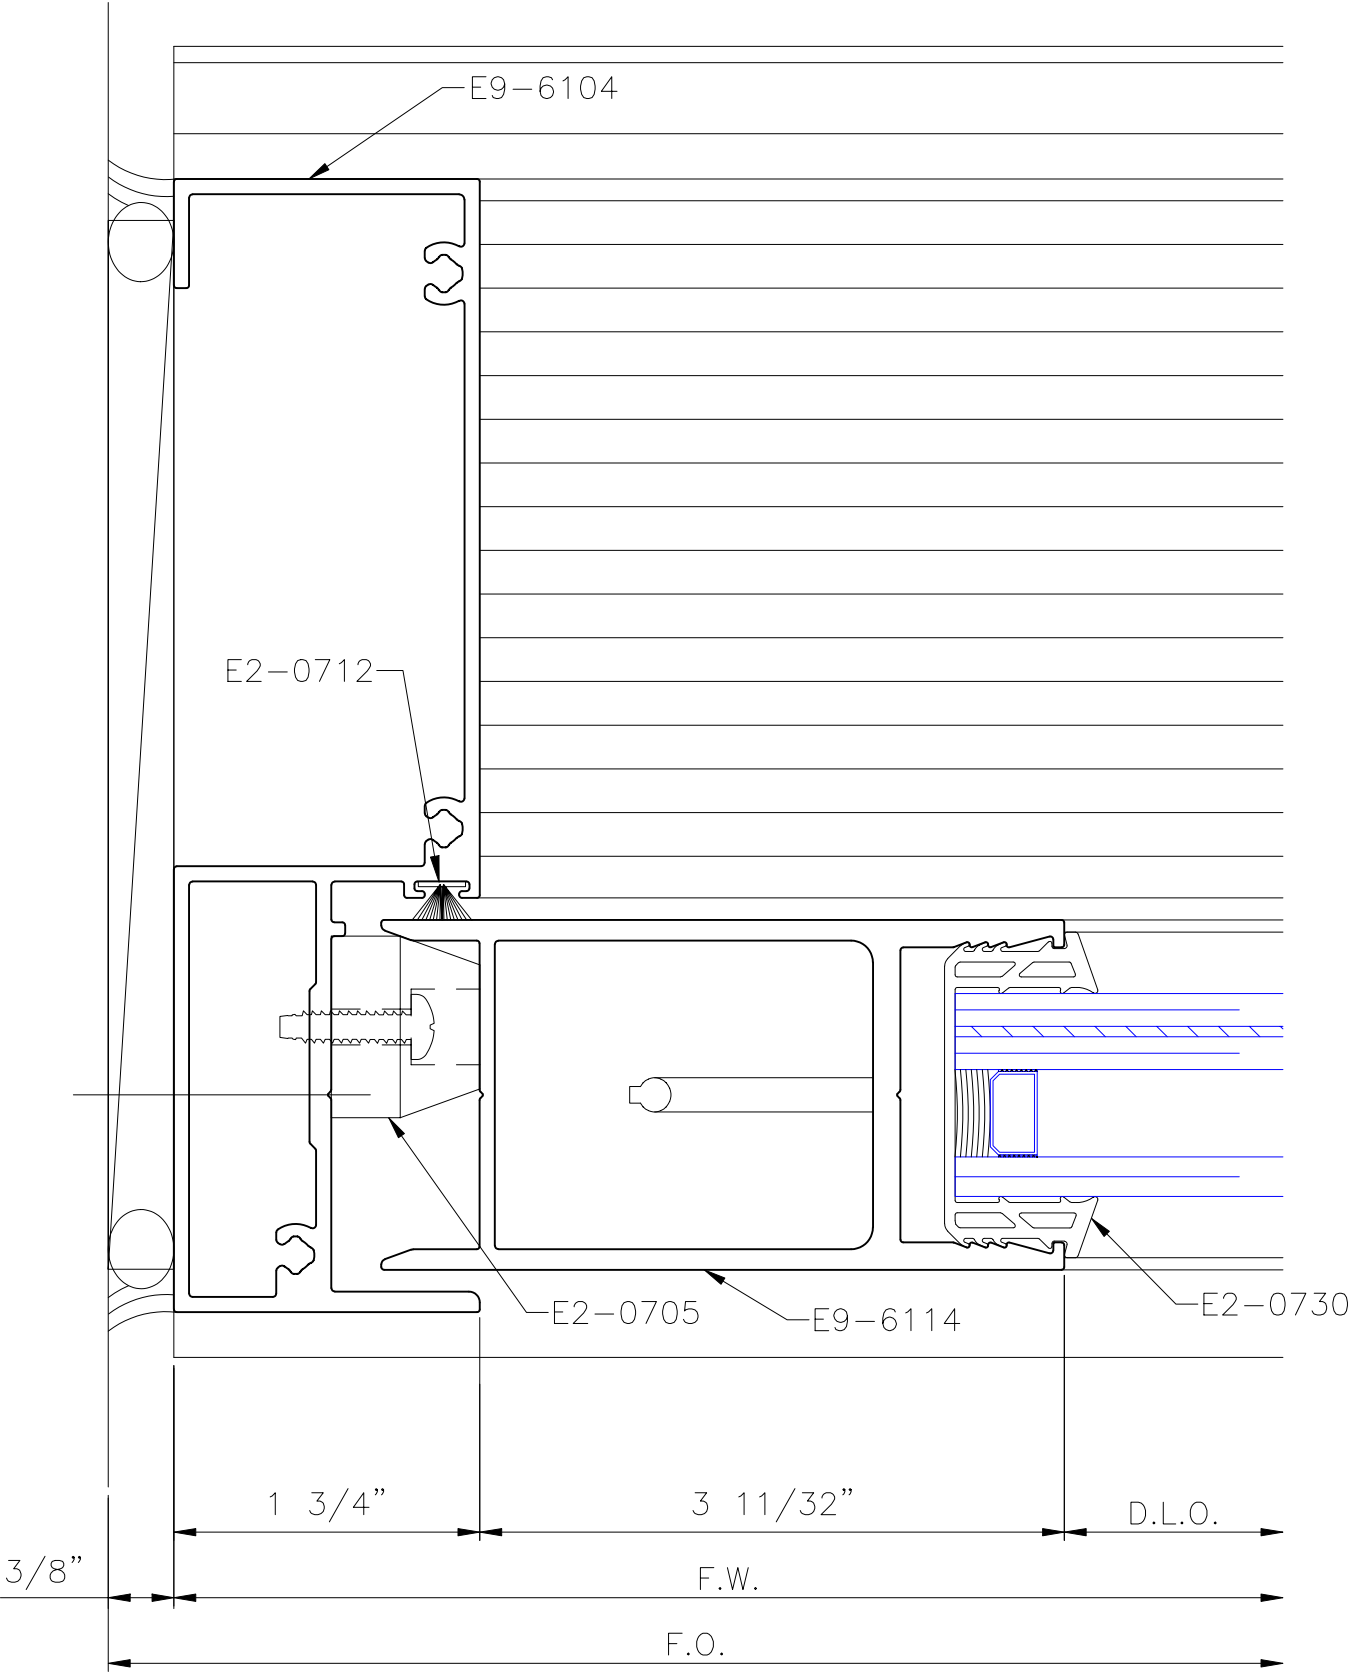 E9-6104
E2-0712
E2-0705
E9-6114
E2-0730
1 3/4”
3 11/32”
D.L.O.
3/8”
F.W.
F.O.